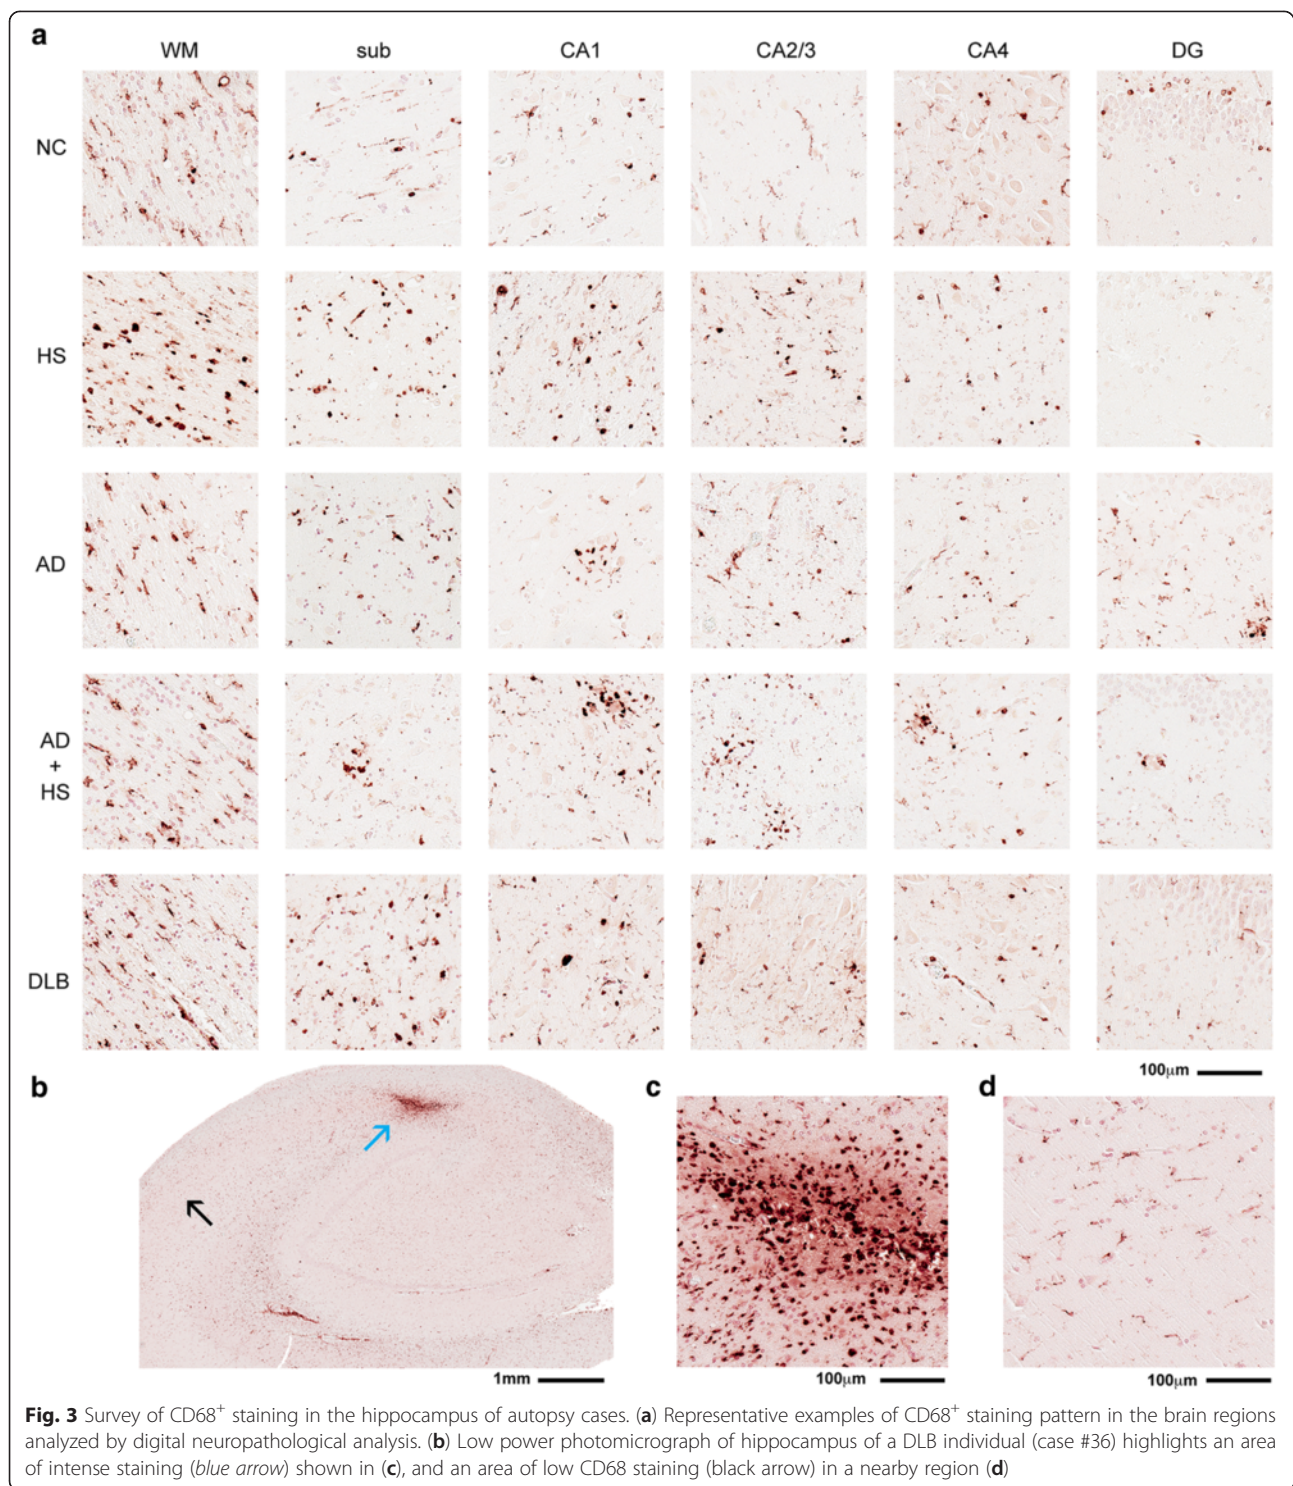 a
WM sub CA1 CA2/3 CA4 DG
NC
HS
AD
AD
+
HS
DLB
100μm
b
c
d
1mm
100μm
100μm
Fig. 3 Survey of CD68⁺ staining in the hippocampus of autopsy cases. (a) Representative examples of CD68⁺ staining pattern in the brain regions
analyzed by digital neuropathological analysis. (b) Low power photomicrograph of hippocampus of a DLB individual (case #36) highlights an area
of intense staining (blue arrow) shown in (c), and an area of low CD68 staining (black arrow) in a nearby region (d)